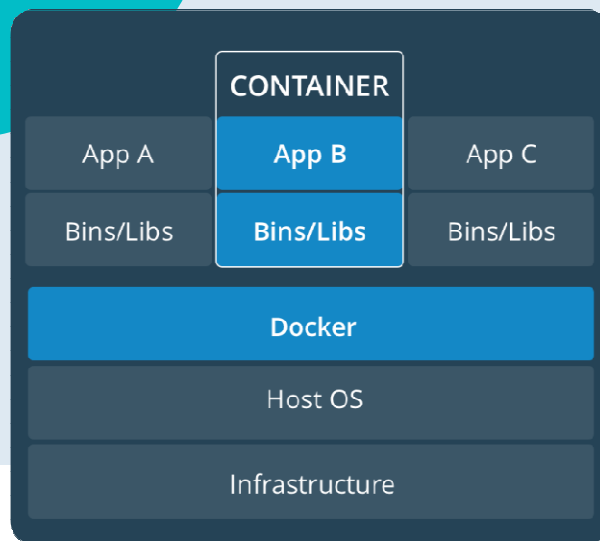 CONTAINER
App A
App B
App C
Bins/Libs
Bins/Libs
Bins/Libs
Docker
Host OS
Infrastructure